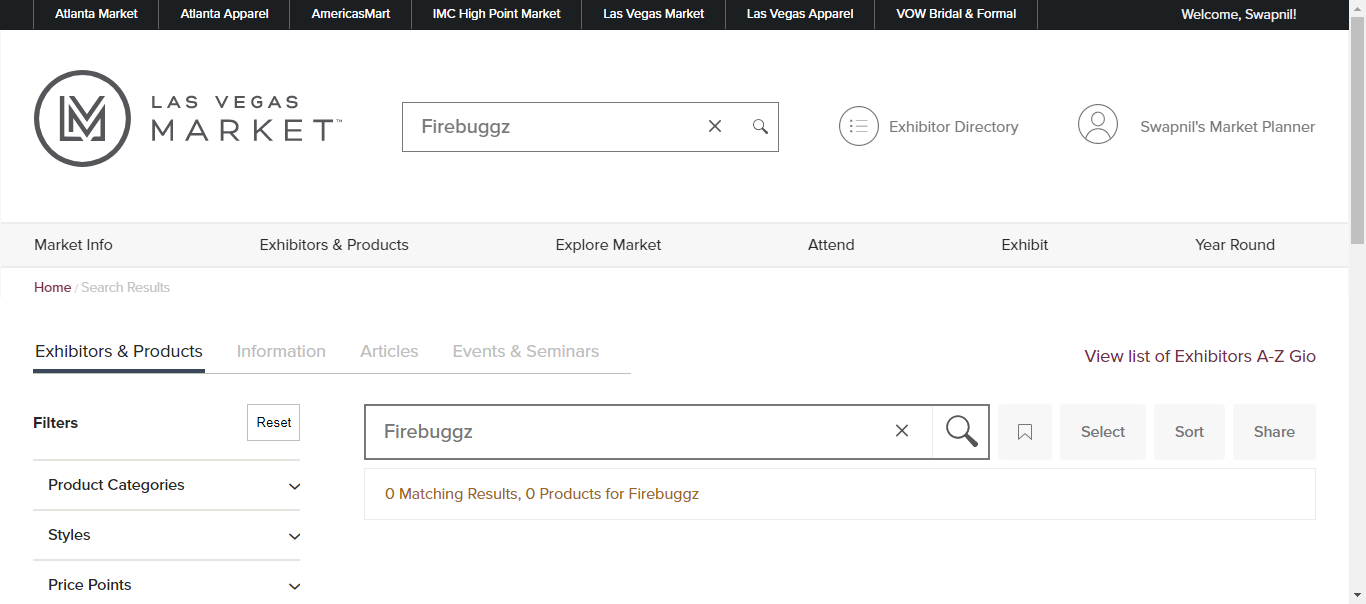 Atlanta Market Atlanta Apparel AmericasMart IMC High Point Market Las Vegas Market Las Vegas Apparel VOW Bridal & Formal Welcome, Swapnil!
LAS VEGAS
MARKET™
Firebuggz
Exhibitor Directory
Swapnil's Market Planner
Market Info Exhibitors & Products Explore Market Attend Exhibit Year Round
Home / Search Results
Exhibitors & Products Information Articles Events & Seminars
View list of Exhibitors A-Z Gio
Filters Reset
Firebuggz
Select Sort Share
Product Categories
0 Matching Results, 0 Products for Firebuggz
Styles
Price Points